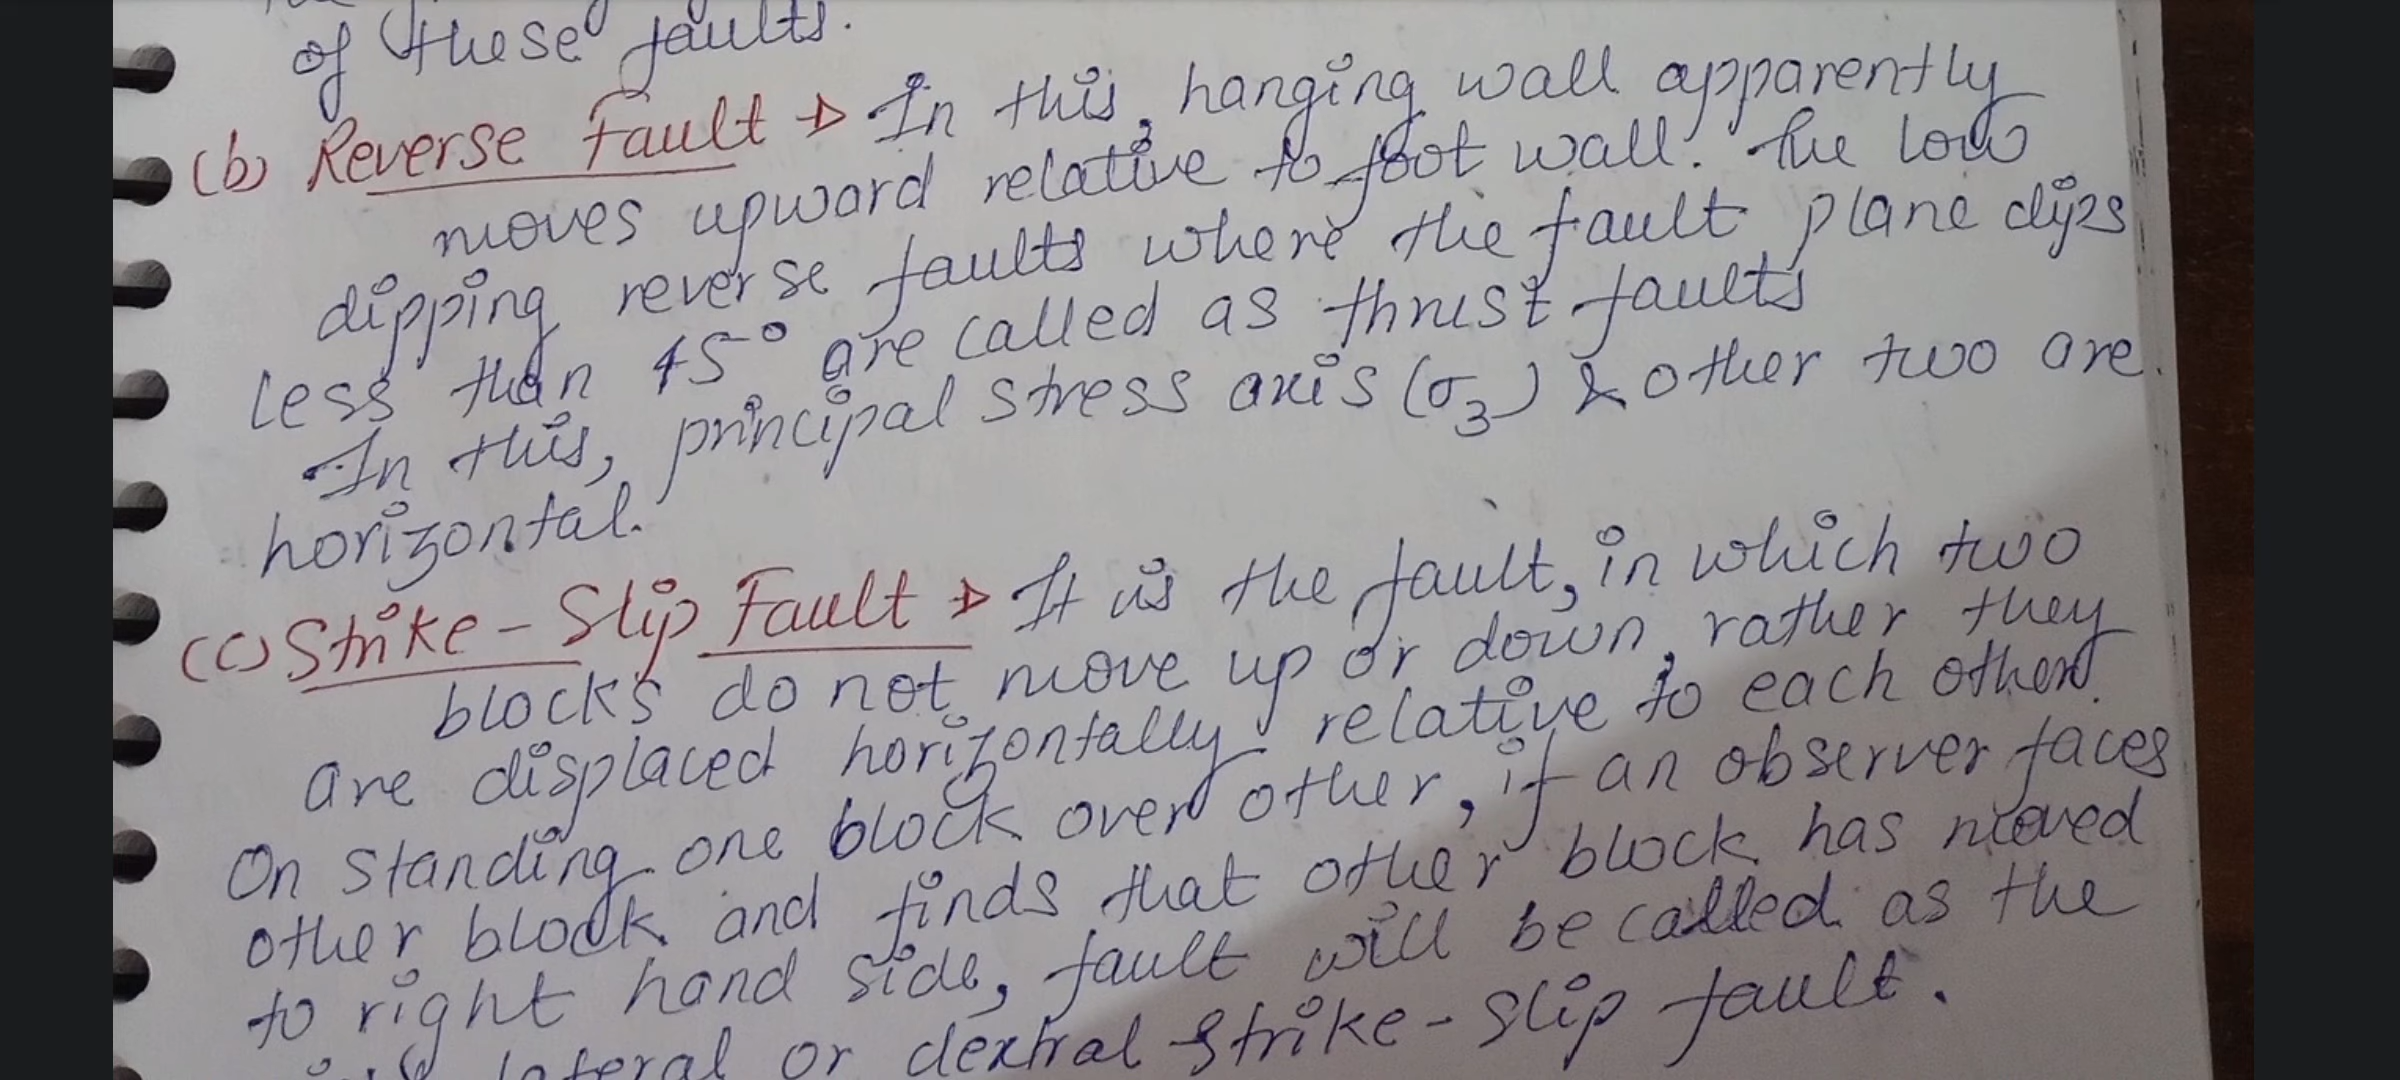 of these faults.
(b) Reverse Fault → In this, hanging wall apparently
moves upward relative to foot wall. The low
dipping reverse faults where the fault plane dips
less than 45° are called as thrust faults
In this, principal stress axis (σ3) & other two are
horizontal.
(c) Strike-Slip Fault → It is the fault, in which two
blocks do not move up or down, rather they
are displaced horizontally relative to each other.
On standing one block over other, if an observer faces
other block and finds that other block has moved
to right hand side, fault will be called as the
lateral or dextral strike-slip fault.